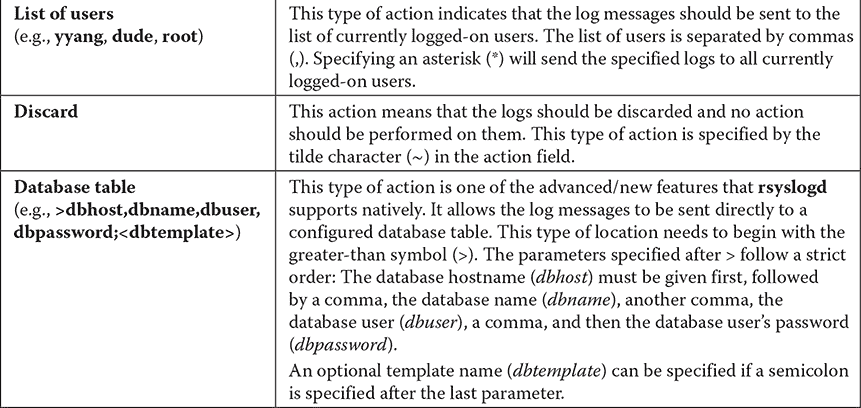 List of users
(e.g., yyang, dude, root)
This type of action indicates that the log messages should be sent to the
list of currently logged-on users. The list of users is separated by commas
(,). Specifying an asterisk (*) will send the specified logs to all currently
logged-on users.
Discard
This action means that the logs should be discarded and no action
should be performed on them. This type of action is specified by the
tilde character (~) in the action field.
Database table
(e.g., >dbhost,dbname,dbuser,
dbpassword;<dbtemplate>)
This type of action is one of the advanced/new features that rsyslogd
supports natively. It allows the log messages to be sent directly to a
configured database table. This type of location needs to begin with the
greater-than symbol (>). The parameters specified after > follow a strict
order: The database hostname (dbhost) must be given first, followed
by a comma, the database name (dbname), another comma, the
database user (dbuser), a comma, and then the database user's password
(dbpassword).
An optional template name (dbtemplate) can be specified if a semicolon
is specified after the last parameter.